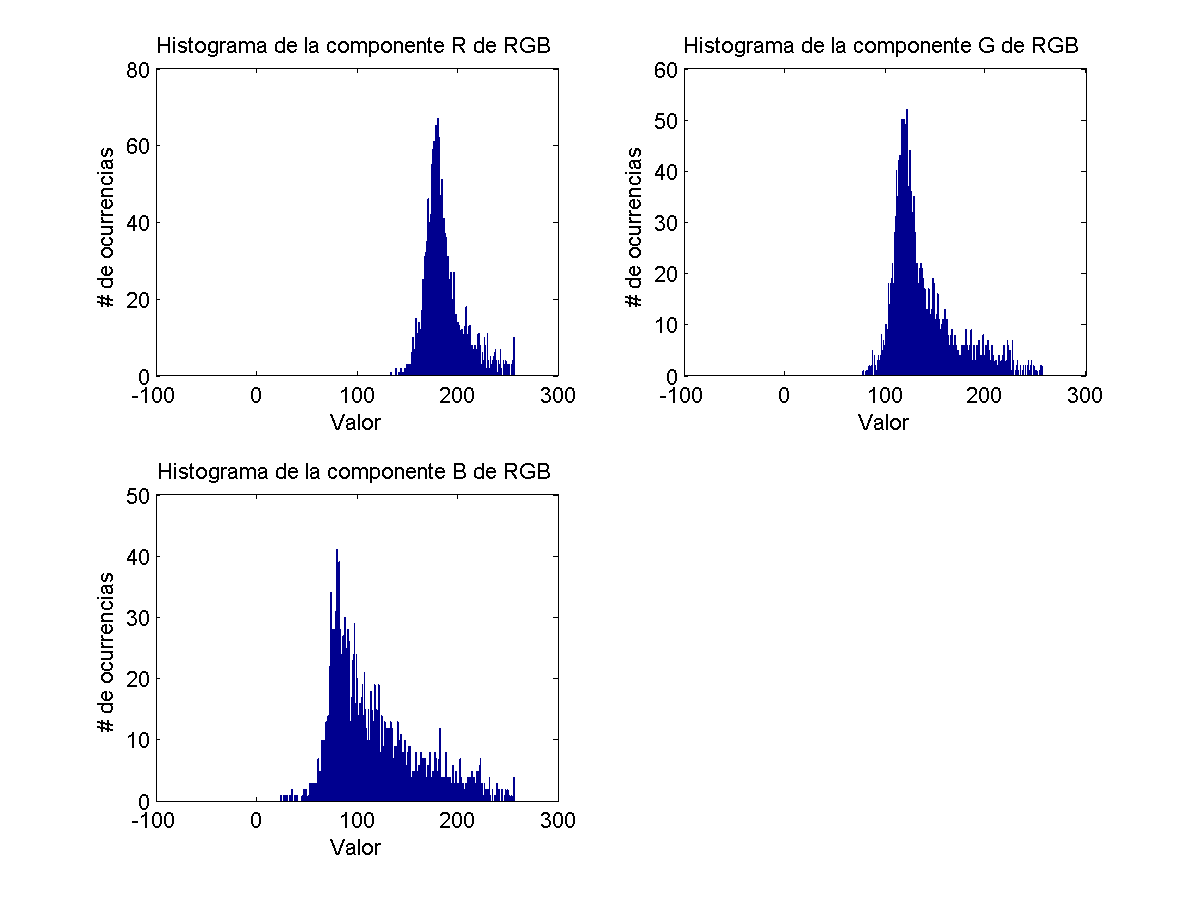 Histograma de la componente R de RGB
80
60
40
20
0
# de ocurrencias
-100 0 100 200 300
Valor
Histograma de la componente G de RGB
60
50
40
30
20
10
0
# de ocurrencias
-100 0 100 200 300
Valor
Histograma de la componente B de RGB
50
40
30
20
10
0
# de ocurrencias
-100 0 100 200 300
Valor